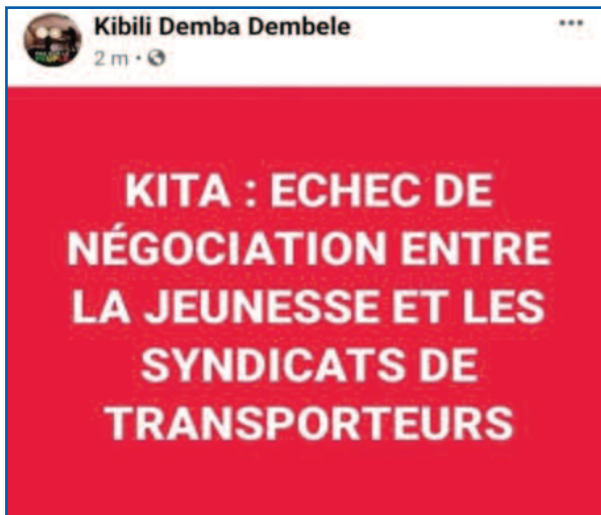 Kibili Demba Dembele
2 m
KITA : ECHEC DE
NÉGOCIATION ENTRE
LA JEUNESSE ET LES
SYNDICATS DE
TRANSPORTEURS